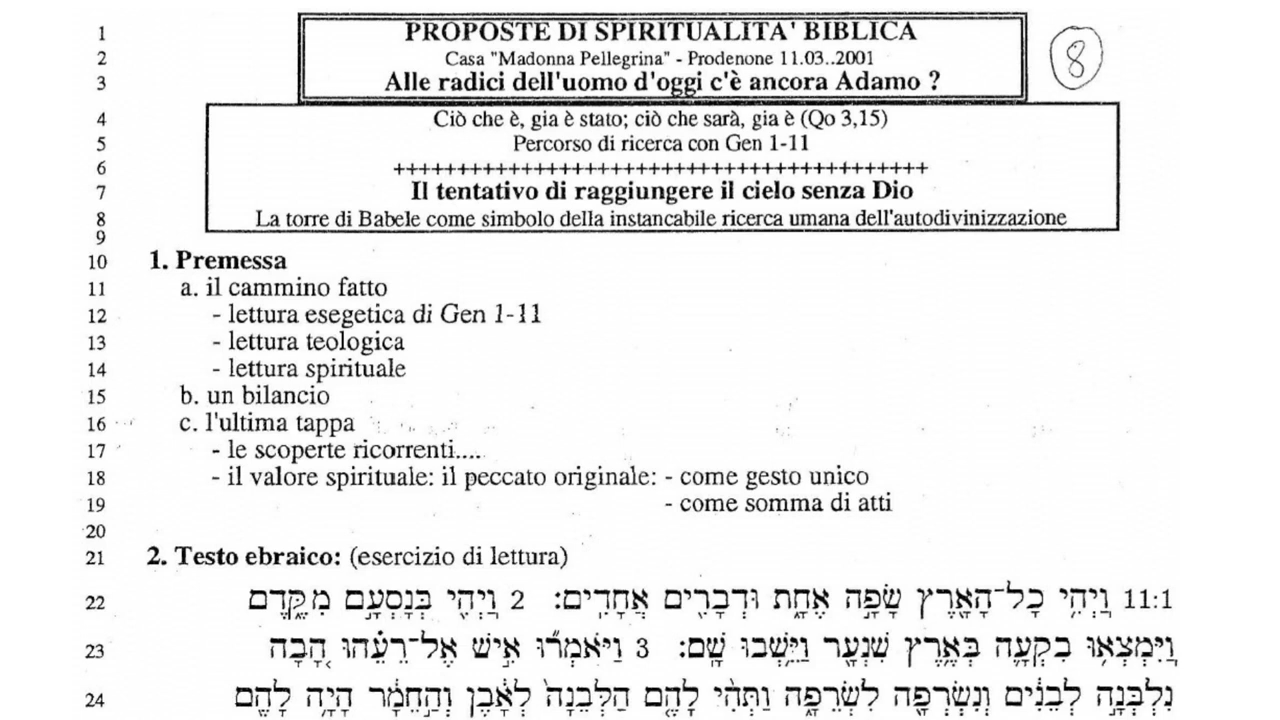 1 PROPOSTE DI SPIRITUALITA' BIBLICA
8
2 Casa "Madonna Pellegrina" - Prodenone 11.03..2001
3 Alle radici dell'uomo d'oggi c'è ancora Adamo ?
4 Ciò che è, gia è stato; ciò che sarà, gia è (Qo 3,15)
5 Percorso di ricerca con Gen 1-11
6 ++++++++++++++++++++++++++++++++++++++++++
7 Il tentativo di raggiungere il cielo senza Dio
8 La torre di Babele come simbolo della instancabile ricerca umana dell'autodivinizzazione
9
10 1. Premessa
11 a. il cammino fatto
12 - lettura esegetica di Gen 1-11
13 - lettura teologica
14 - lettura spirituale
15 b. un bilancio
16 c. l'ultima tappa
17 - le scoperte ricorrenti....
18 - il valore spirituale: il peccato originale: - come gesto unico
19 - come somma di atti
20
21 2. Testo ebraico: (esercizio di lettura)
22 11:1 וַיְהִ֥י כָל־הָאָ֖רֶץ שָׂפָ֣ה אֶחָ֑ת וּדְבָרִ֖ים אֲחָדִֽים׃ 2 וַיְהִ֖י בְּנָסְעָ֣ם מִקֶּ֑דֶם
23 וַֽיִּמְצְא֥וּ בִקְעָ֛ה בְּאֶ֥רֶץ שִׁנְעָ֖ר וַיֵּ֥שְׁבוּ שָֽׁם׃ 3 וַיֹּאמְר֞וּ אִ֣ישׁ אֶל־רֵעֵ֗הוּ הָ֚בָה
24 נִלְבְּנָ֣ה לְבֵנִ֔ים וְנִשְׂרְפָ֖ה לִשְׂרֵפָ֑ה וַתְּהִ֨י לָהֶ֤ם הַלְּבֵנָה֙ לְאָ֔בֶן וְהַ֣חֵמָ֔ר הָיָ֥ה לָהֶ֖ם